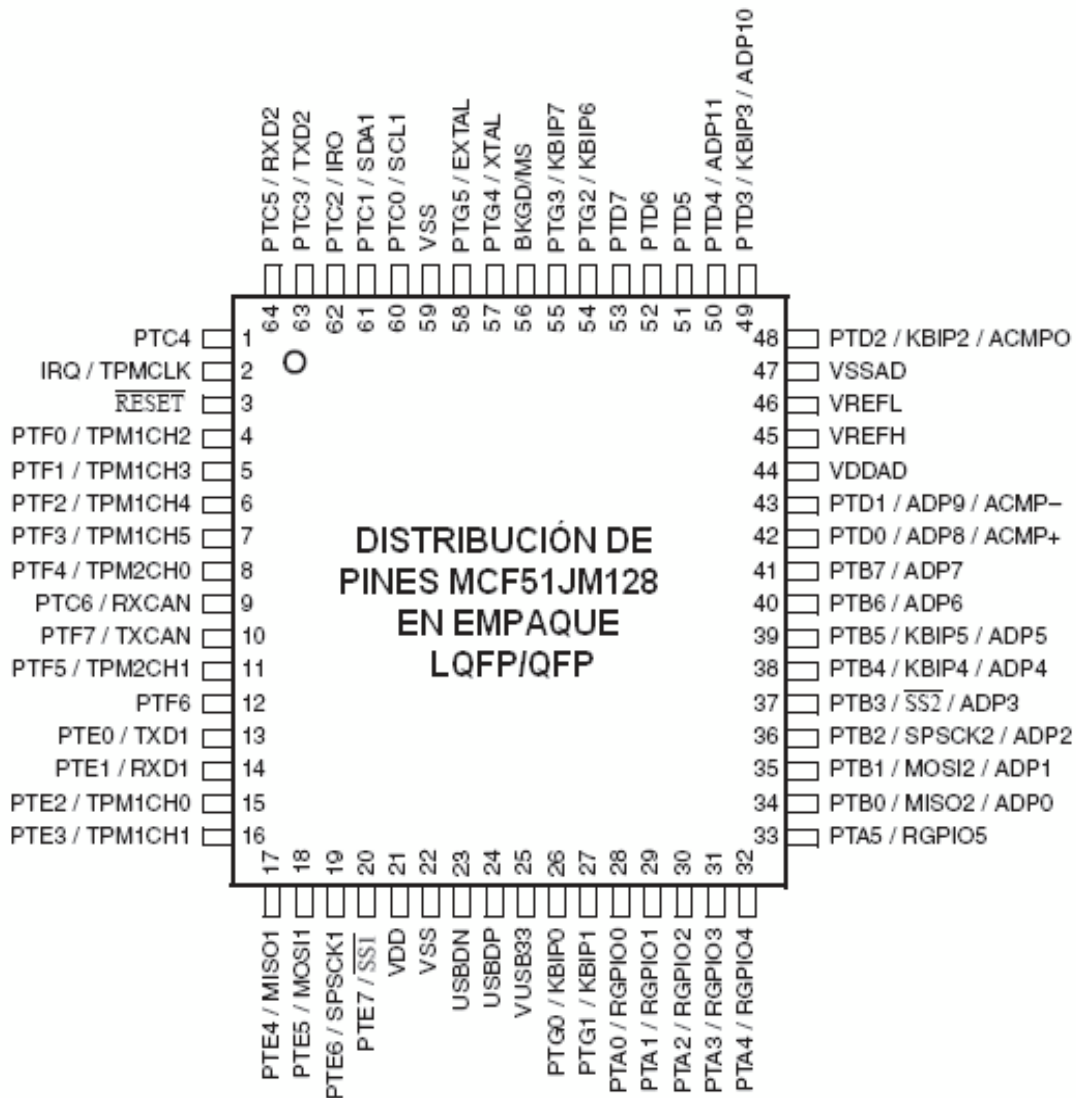 PTC5 / RXD2
PTC3 / TXD2
PTC2 / IRO
PTC1 / SDA1
PTC0 / SCL1
VSS
PTG5 / EXTAL
PTG4 / XTAL
BKGD/MS
PTG3 / KBIP7
PTG2 / KBIP6
PTD7
PTD6
PTD5
PTD4 / ADP11
PTD3 / KBIP3 / ADP10
64
63
62
61
60
59
58
57
56
55
54
53
52
51
50
49
PTC4 1
IRQ / TPMCLK 2
RESET 3
PTF0 / TPM1CH2 4
PTF1 / TPM1CH3 5
PTF2 / TPM1CH4 6
PTF3 / TPM1CH5 7
PTF4 / TPM2CH0 8
PTC6 / RXCAN 9
PTF7 / TXCAN 10
PTF5 / TPM2CH1 11
PTF6 12
PTE0 / TXD1 13
PTE1 / RXD1 14
PTE2 / TPM1CH0 15
PTE3 / TPM1CH1 16
DISTRIBUCIÓN DE
PINES MCF51JM128
EN EMPAQUE
LQFP/QFP
48 PTD2 / KBIP2 / ACMPO
47 VSSAD
46 VREFL
45 VREFH
44 VDDAD
43 PTD1 / ADP9 / ACMP–
42 PTD0 / ADP8 / ACMP+
41 PTB7 / ADP7
40 PTB6 / ADP6
39 PTB5 / KBIP5 / ADP5
38 PTB4 / KBIP4 / ADP4
37 PTB3 / SS2 / ADP3
36 PTB2 / SPSCK2 / ADP2
35 PTB1 / MOSI2 / ADP1
34 PTB0 / MISO2 / ADP0
33 PTA5 / RGPIO5
17
18
19
20
21
22
23
24
25
26
27
28
29
30
31
32
PTE4 / MISO1
PTE5 / MOSI1
PTE6 / SPSCK1
PTE7 / SS1
VDD
VSS
USBDN
USBDP
VUSB33
PTG0 / KBIP0
PTG1 / KBIP1
PTA0 / RGPIO0
PTA1 / RGPIO1
PTA2 / RGPIO2
PTA3 / RGPIO3
PTA4 / RGPIO4